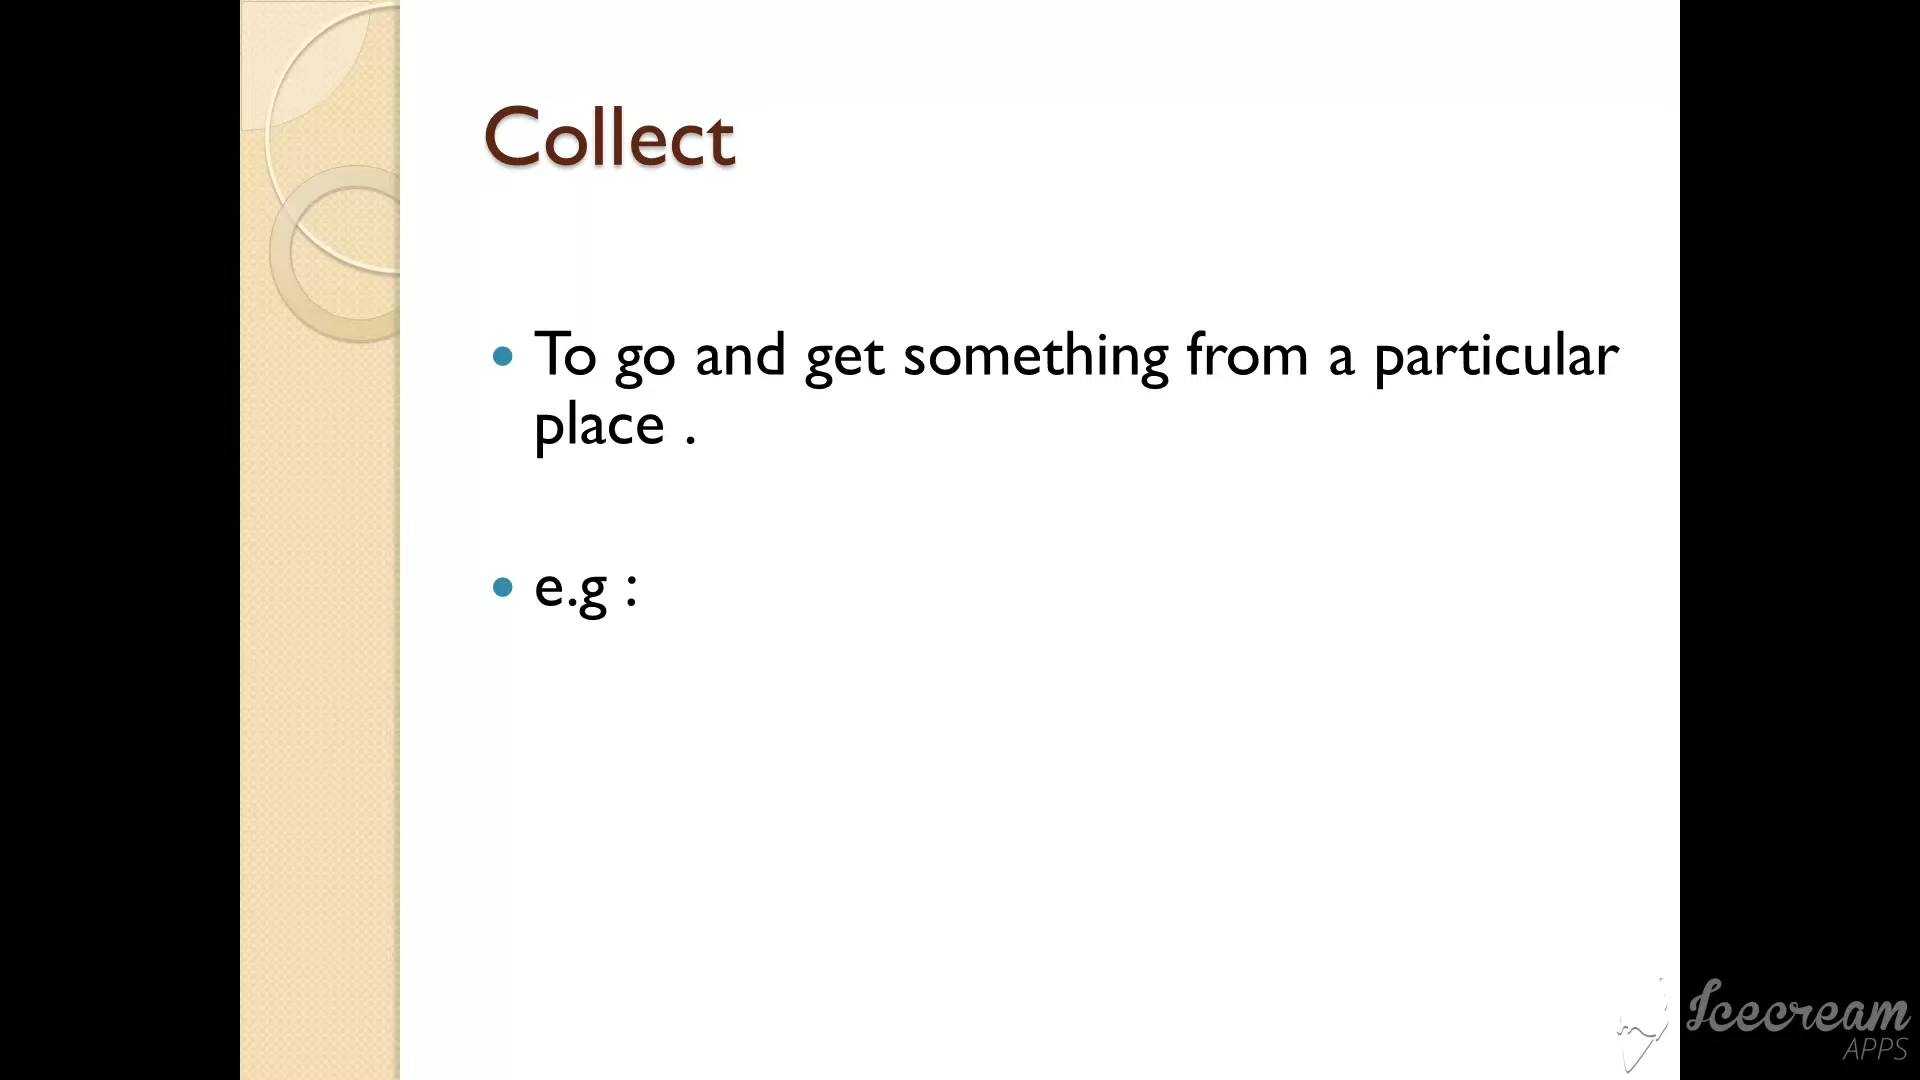 Collect
• To go and get something from a particular
place .
• e.g :
Icecream
APPS